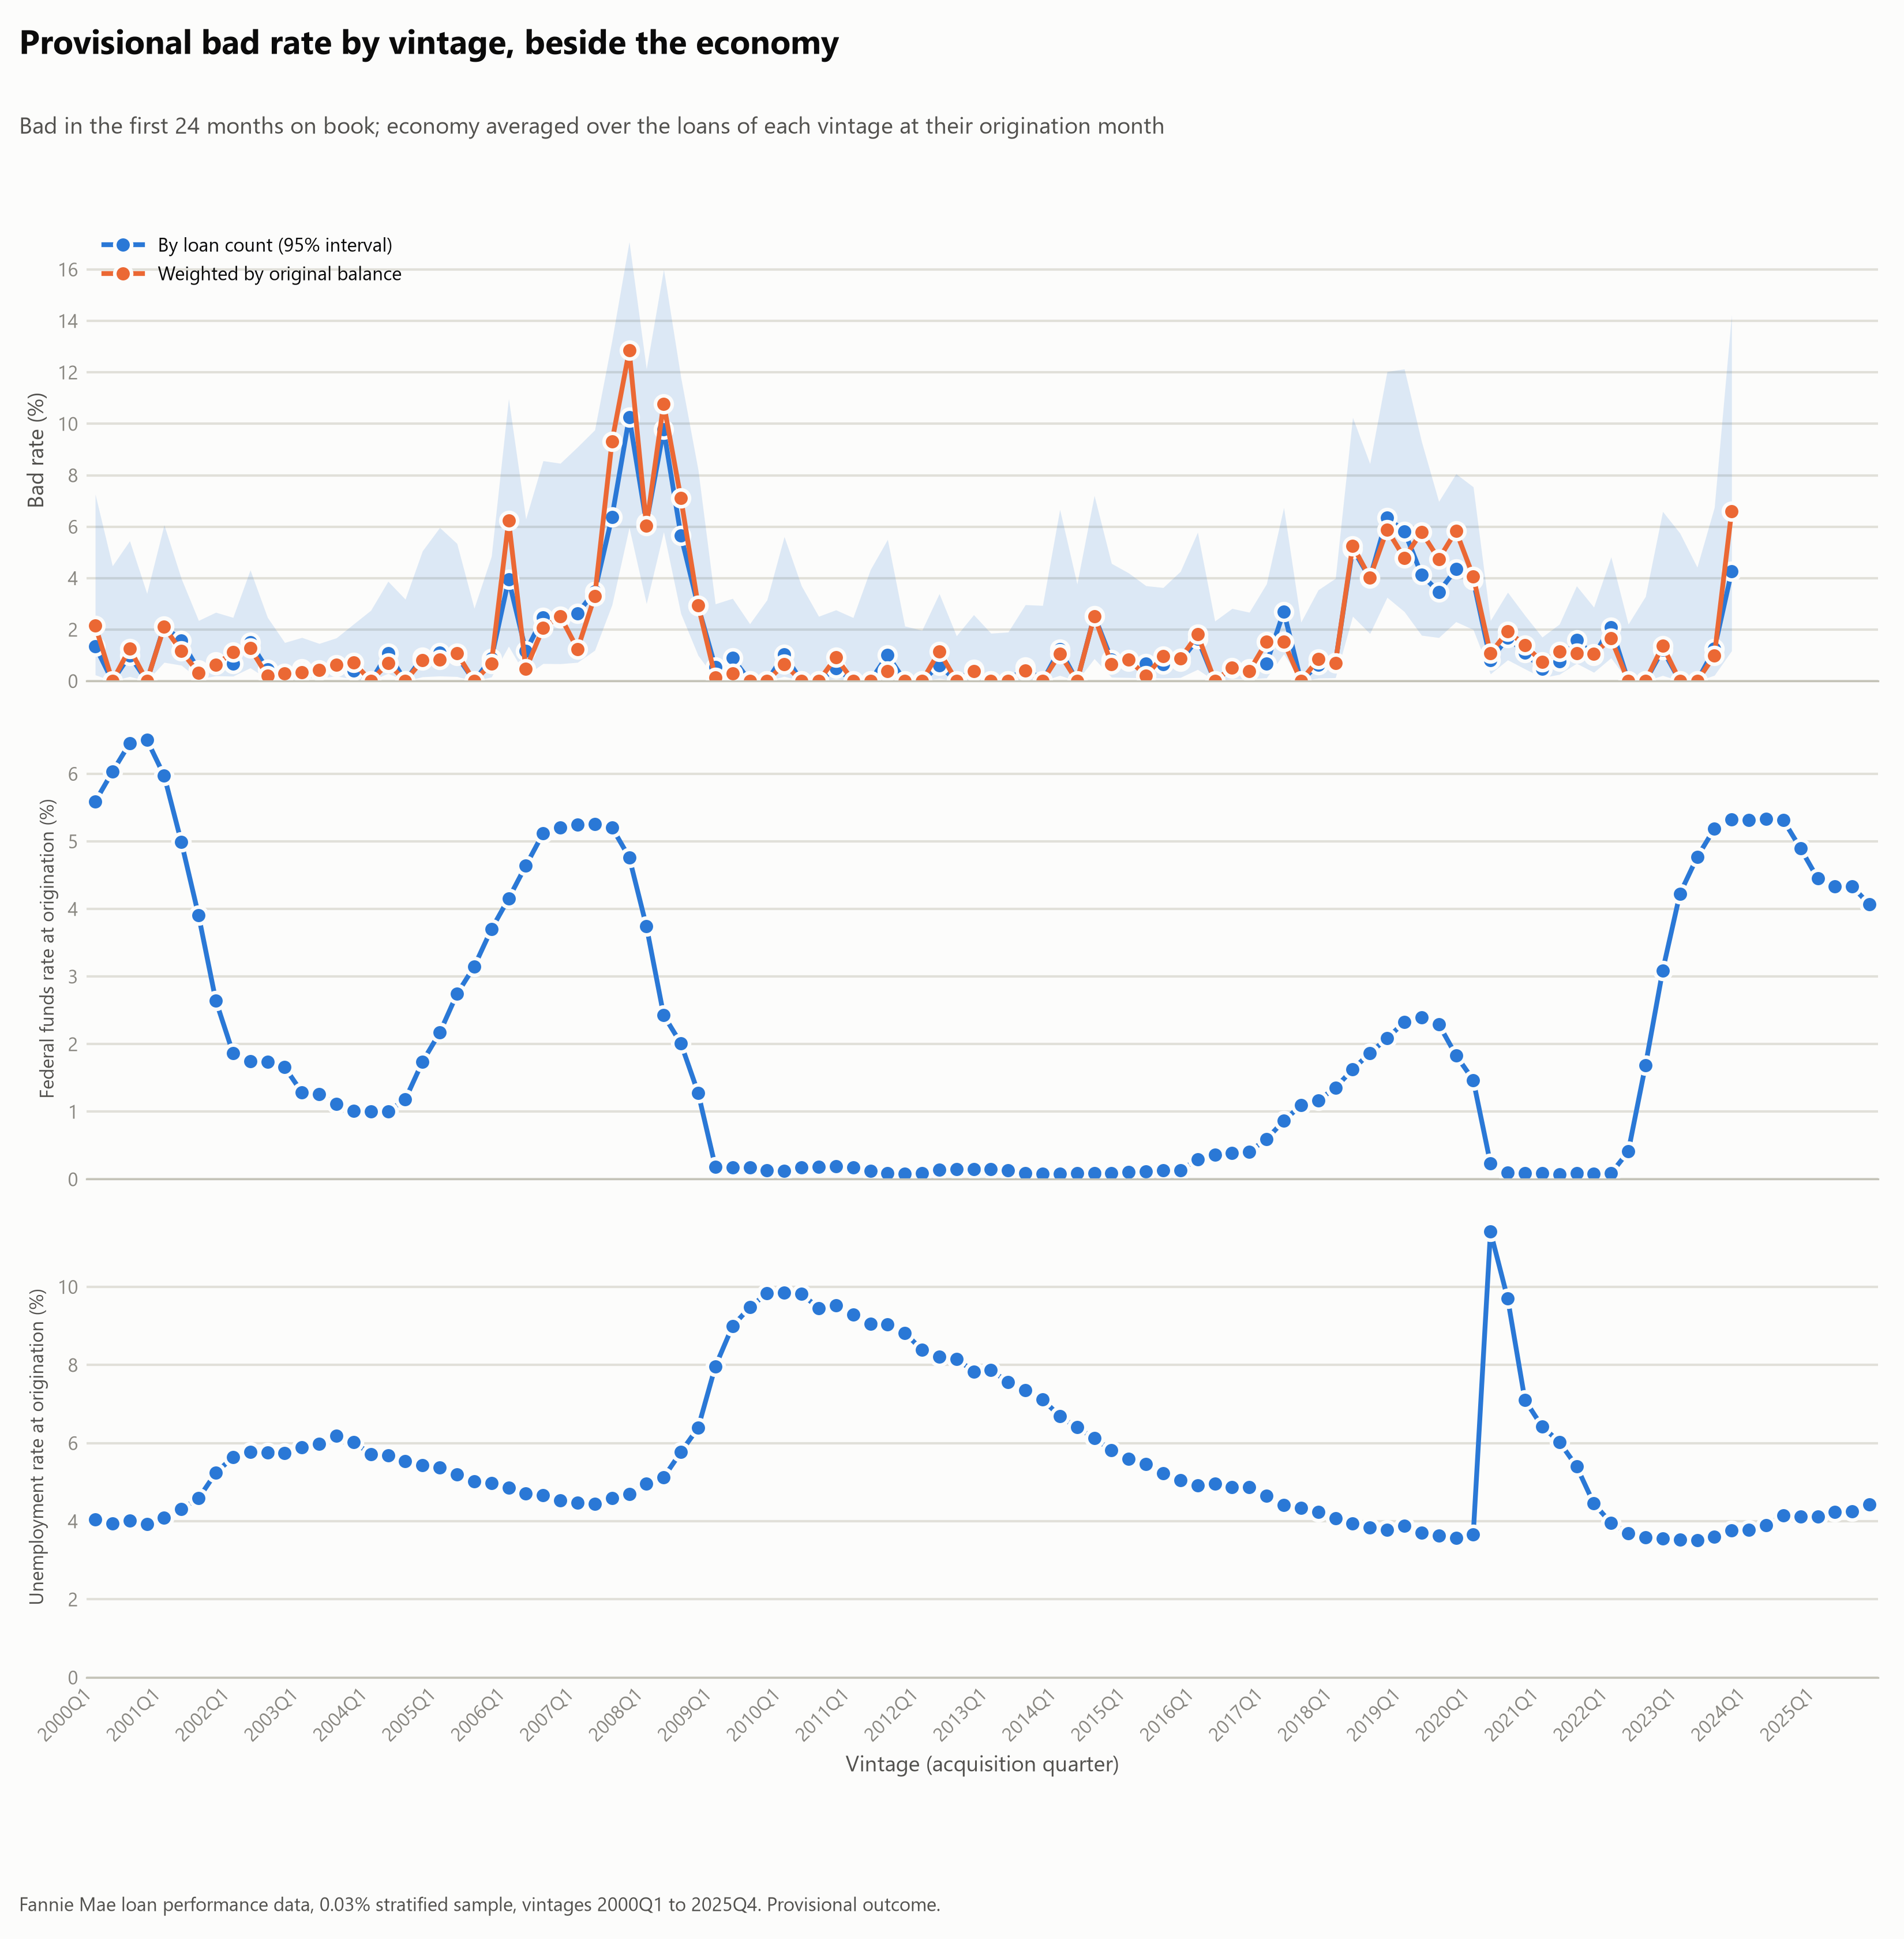 Provisional bad rate by vintage, beside the economy
Bad in the first 24 months on book; economy averaged over the loans of each vintage at their origination month
By loan count (95% interval)
Weighted by original balance
Bad rate (%)
16
14
12
10
8
6
4
2
0
Federal funds rate at origination (%)
6
5
4
3
2
1
0
Unemployment rate at origination (%)
10
8
6
4
2
0
2000Q1
2001Q1
2002Q1
2003Q1
2004Q1
2005Q1
2006Q1
2007Q1
2008Q1
2009Q1
2010Q1
2011Q1
2012Q1
2013Q1
2014Q1
2015Q1
2016Q1
2017Q1
2018Q1
2019Q1
2020Q1
2021Q1
2022Q1
2023Q1
2024Q1
2025Q1
Vintage (acquisition quarter)
Fannie Mae loan performance data, 0.03% stratified sample, vintages 2000Q1 to 2025Q4. Provisional outcome.